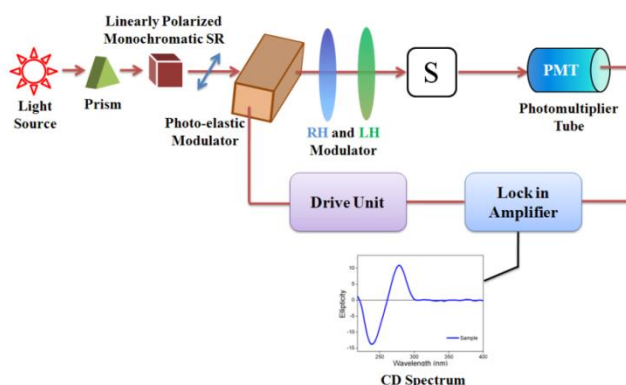 Linearly Polarized
Monochromatic SR
Light
Source
Prism
Photo-elastic
Modulator
RH and LH
Modulator
S
PMT
Photomultiplier
Tube
Drive Unit
Lock in
Amplifier
Ellipticity
10
5
0
-5
-10
-15
Sample
250
300
350
400
Wavelength (nm)
CD Spectrum